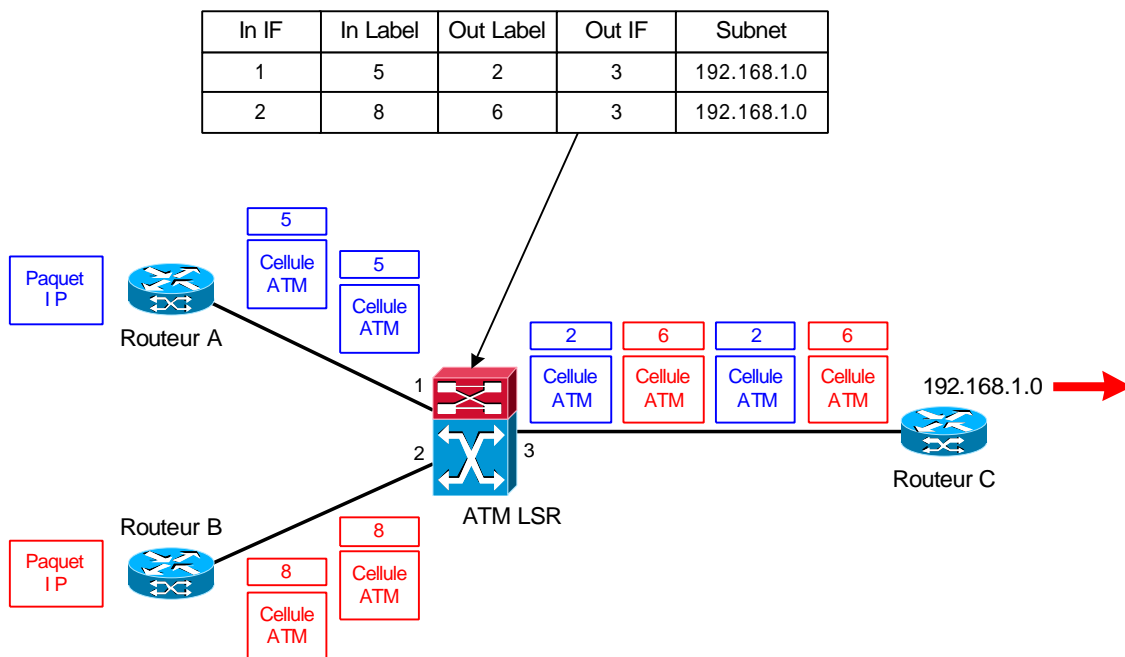 In IF In Label Out Label Out IF Subnet
1 5 2 3 192.168.1.0
2 8 6 3 192.168.1.0
5
Cellule
ATM
5
Cellule
ATM
Paquet
IP
Routeur A
1
2
3
2
Cellule
ATM
6
Cellule
ATM
2
Cellule
ATM
6
Cellule
ATM
192.168.1.0
Routeur C
ATM LSR
Routeur B
Paquet
IP
8
Cellule
ATM
8
Cellule
ATM